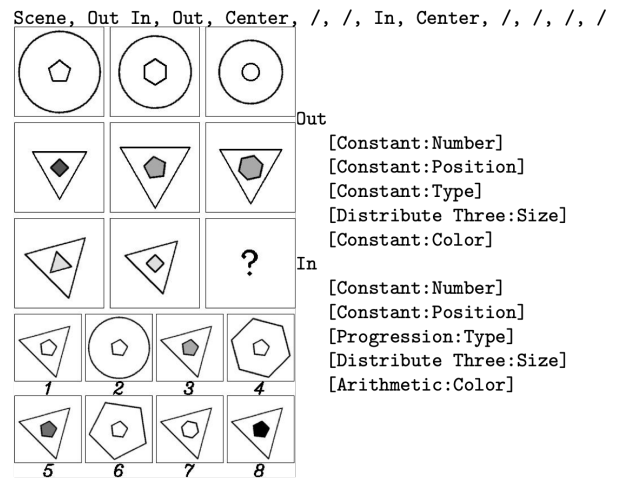 Scene, Out In, Out, Center, /, /, In, Center, /, /, /, /
Out
[Constant:Number]
[Constant:Position]
[Constant:Type]
[Distribute Three:Size]
[Constant:Color]
?
In
[Constant:Number]
[Constant:Position]
[Progression:Type]
[Distribute Three:Size]
[Arithmetic:Color]
1 2 3 4
5 6 7 8